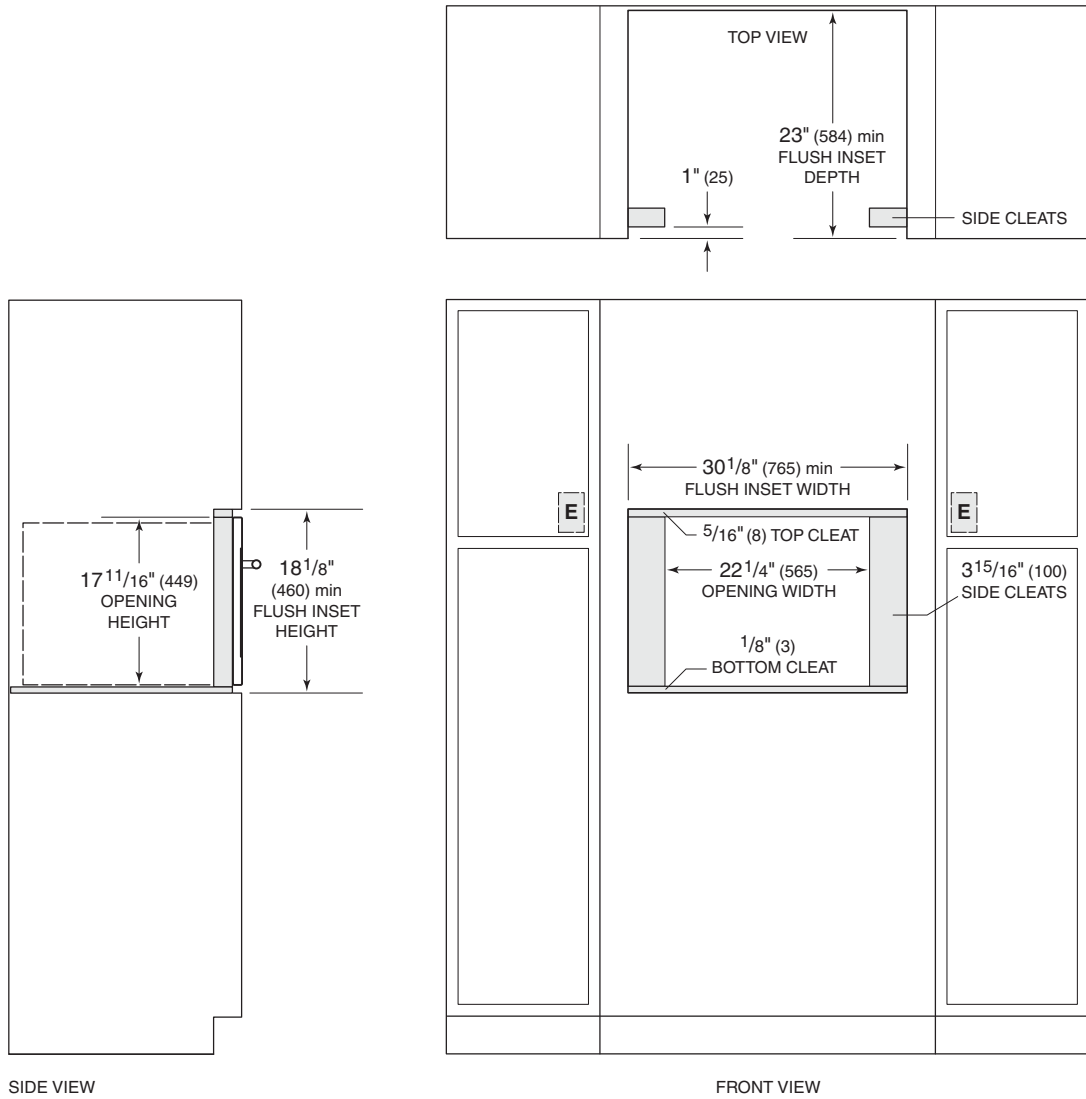 TOP VIEW
23" (584) min
FLUSH INSET
DEPTH
1" (25)
SIDE CLEATS
30 1/8" (765) min
FLUSH INSET WIDTH
E
E
5/16" (8) TOP CLEAT
17 11/16" (449)
OPENING
HEIGHT
18 1/8"
(460) min
FLUSH INSET
HEIGHT
22 1/4" (565)
OPENING WIDTH
3 15/16" (100)
SIDE CLEATS
1/8" (3)
BOTTOM CLEAT
SIDE VIEW
FRONT VIEW